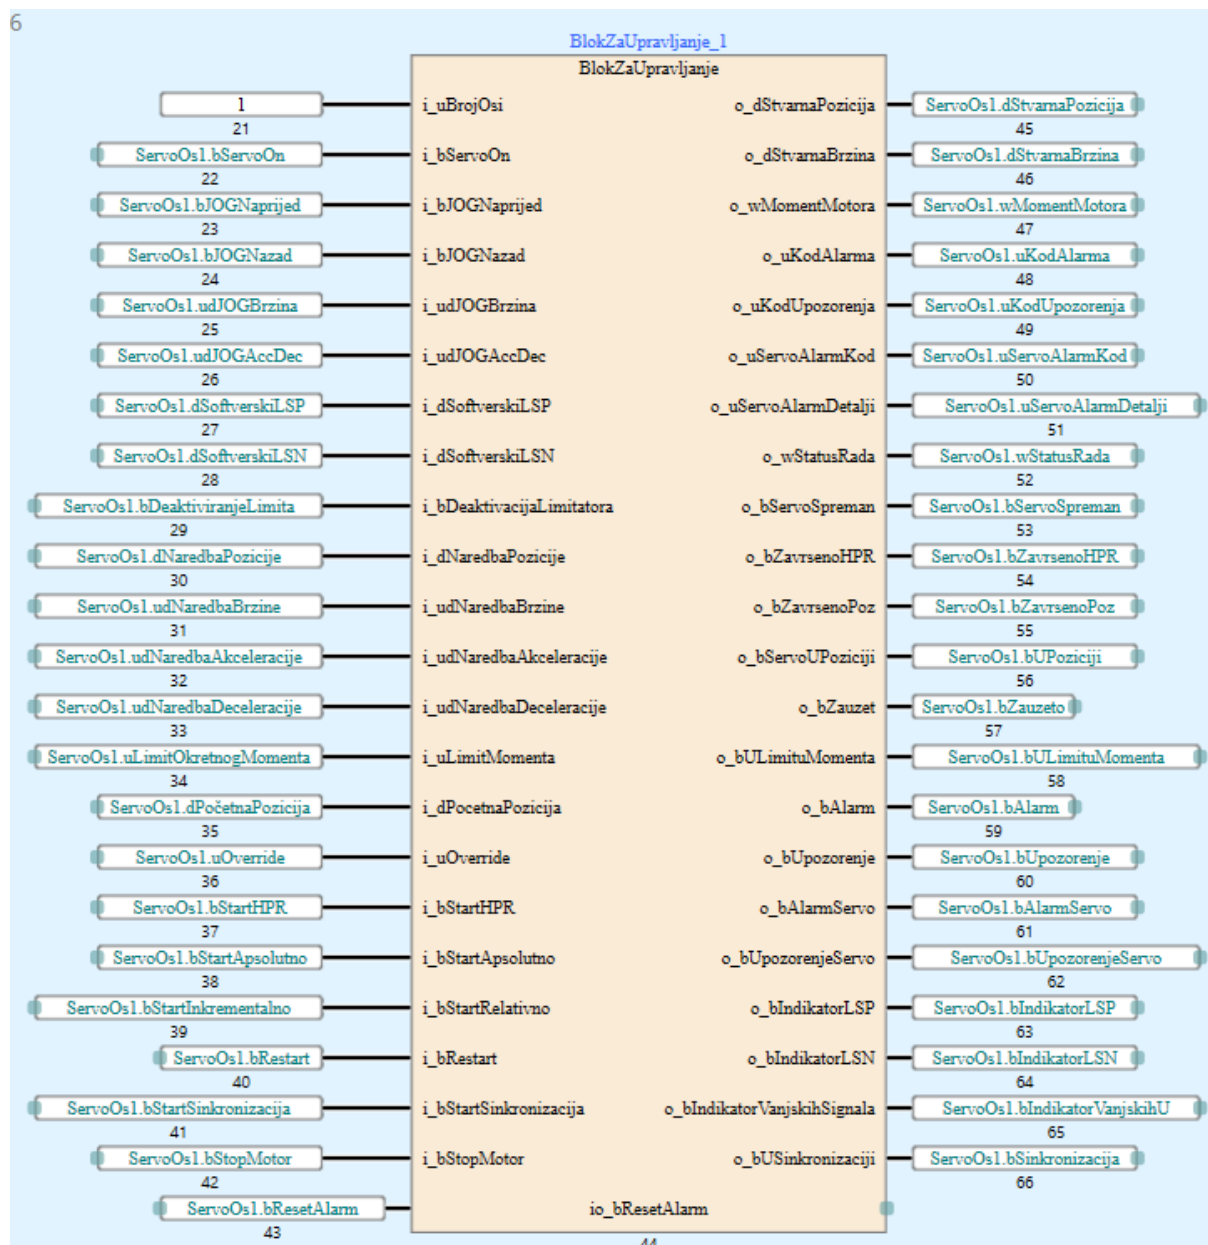 6
BlokZaUpravljanje_1
BlokZaUpravljanje
1 i_uBrojOsi o_dStvarnaPozicija ServoOs1.dStvarnaPozicija
21 45
ServoOs1.bServoOn i_bServoOn o_dStvarnaBrzina ServoOs1.dStvarnaBrzina
22 46
ServoOs1.bJOGNaprijed i_bJOGNaprijed o_wMomentMotora ServoOs1.wMomentMotora
23 47
ServoOs1.bJOGNazad i_bJOGNazad o_uKodAlarma ServoOs1.uKodAlarma
24 48
ServoOs1.udJOGBrzina i_udJOGBrzina o_uKodUpozorenja ServoOs1.uKodUpozorenja
25 49
ServoOs1.udJOGAccDec i_udJOGAccDec o_uServoAlarmKod ServoOs1.uServoAlarmKod
26 50
ServoOs1.dSoftverskiLSP i_dSoftverskiLSP o_uServoAlarmDetalji ServoOs1.uServoAlarmDetalji
27 51
ServoOs1.dSoftverskiLSN i_dSoftverskiLSN o_wStatusRada ServoOs1.wStatusRada
28 52
ServoOs1.bDeaktiviranjeLimita i_bDeaktivacijaLimitatora o_bServoSpreman ServoOs1.bServoSpreman
29 53
ServoOs1.dNaredbaPozicije i_dNaredbaPozicije o_bZavrsenoHPR ServoOs1.bZavrsenoHPR
30 54
ServoOs1.udNaredbaBrzine i_udNaredbaBrzine o_bZavrsenoPoz ServoOs1.bZavrsenoPoz
31 55
ServoOs1.udNaredbaAkceleracije i_udNaredbaAkceleracije o_bServoUPoziciji ServoOs1.bUPoziciji
32 56
ServoOs1.udNaredbaDeceleracije i_udNaredbaDeceleracije o_bZauzet ServoOs1.bZauzeto
33 57
ServoOs1.uLimitOkretnogMomenta i_uLimitMomenta o_bULimituMomenta ServoOs1.bULimituMomenta
34 58
ServoOs1.dPočetnaPozicija i_dPocetnaPozicija o_bAlarm ServoOs1.bAlarm
35 59
ServoOs1.uOverride i_uOverride o_bUpozorenje ServoOs1.bUpozorenje
36 60
ServoOs1.bStartHPR i_bStartHPR o_bAlarmServo ServoOs1.bAlarmServo
37 61
ServoOs1.bStartApsolutno i_bStartApsolutno o_bUpozorenjeServo ServoOs1.bUpozorenjeServo
38 62
ServoOs1.bStartInkrementalno i_bStartRelativno o_bIndikatorLSP ServoOs1.bIndikatorLSP
39 63
ServoOs1.bRestart i_bRestart o_bIndikatorLSN ServoOs1.bIndikatorLSN
40 64
ServoOs1.bStartSinkronizacija i_bStartSinkronizacija o_bIndikatorVanjskihSignala ServoOs1.bIndikatorVanjskihU
41 65
ServoOs1.bStopMotor i_bStopMotor o_bUSinkronizaciji ServoOs1.bSinkronizacija
42 66
ServoOs1.bResetAlarm io_bResetAlarm
43 44